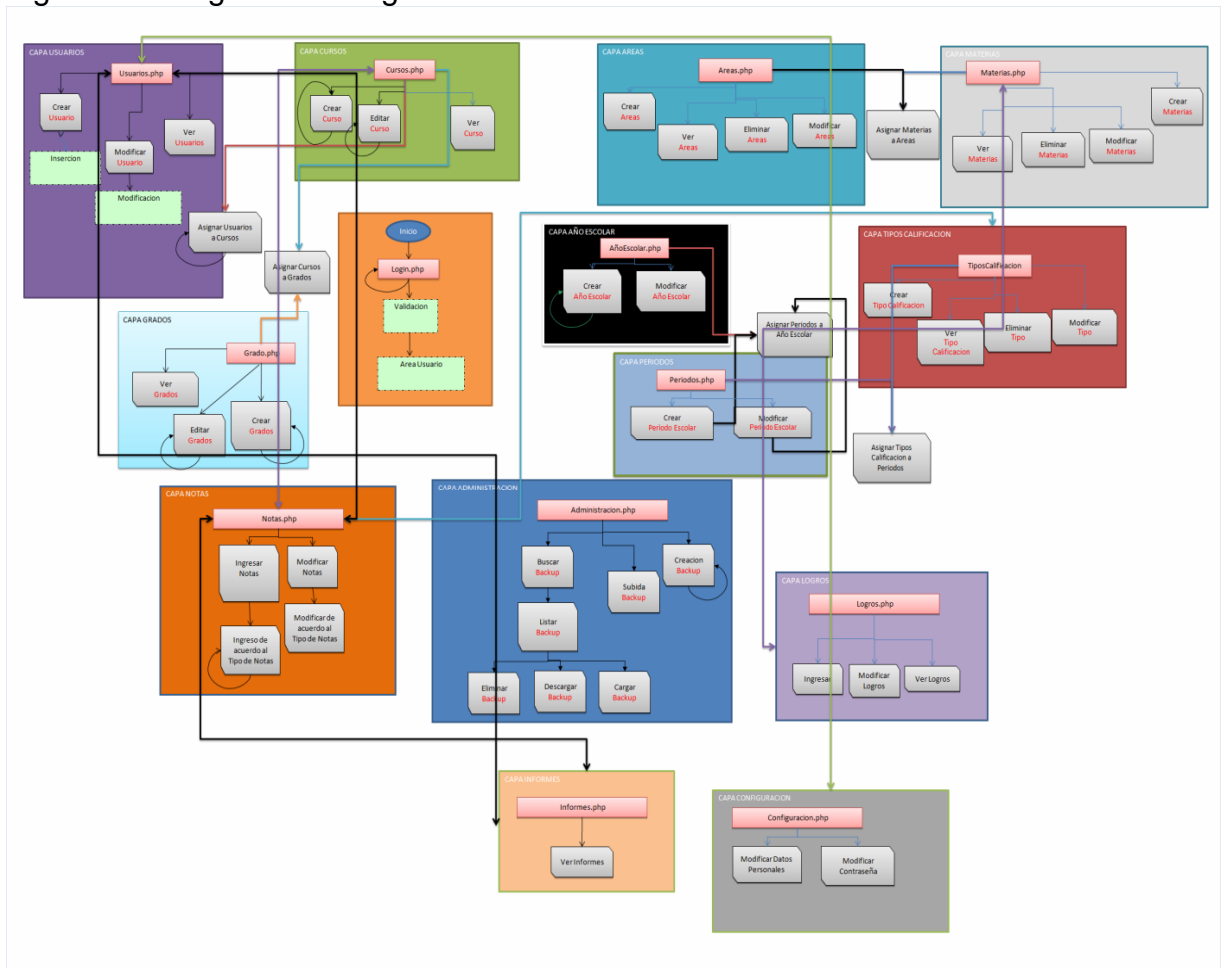 CAPA USUARIOS
Usuarios.php
Crear
Usuario
Ver
Usuarios
Modificar
Usuario
Insercion
Modificacion
Asignar Usuarios
a Cursos
CAPA CURSOS
Cursos.php
Crear
Curso
Editar
Curso
Ver
Curso
Asignar Cursos
a Grados
CAPA AREAS
Areas.php
Crear
Areas
Ver
Areas
Eliminar
Areas
Modificar
Areas
Asignar Materias
a Areas
CAPA MATERIAS
Materias.php
Crear
Materias
Ver
Materias
Eliminar
Materias
Modificar
Materias
Inicio
Login.php
Validacion
Area Usuario
CAPA AÑO ESCOLAR
AñoEscolar.php
Crear
Año Escolar
Modificar
Año Escolar
Asignar Periodos a
Año Escolar
CAPA TIPOS CALIFICACION
TiposCalificacion
Crear
Tipo Calificacion
Ver
Tipo
Calificacion
Eliminar
Tipo
Modificar
Tipo
CAPA GRADOS
Grado.php
Ver
Grados
Editar
Grados
Crear
Grados
CAPA PERIODOS
Periodos.php
Crear
Periodo Escolar
Modificar
Periodo Escolar
Asignar Tipos
Calificacion a
Periodos
CAPA NOTAS
Notas.php
Ingresar
Notas
Modificar
Notas
Ingreso de
acuerdo al
Tipo de Notas
Modificar de
acuerdo al
Tipo de Notas
CAPA ADMINISTRACION
Administracion.php
Buscar
Backup
Subida
Backup
Creacion
Backup
Listar
Backup
Eliminar
Backup
Descargar
Backup
Cargar
Backup
CAPA LOGROS
Logros.php
Ingresar
Modificar
Logros
Ver Logros
CAPA INFORMES
Informes.php
Ver Informes
CAPA CONFIGURACION
Configuracion.php
Modificar Datos
Personales
Modificar
Contraseña